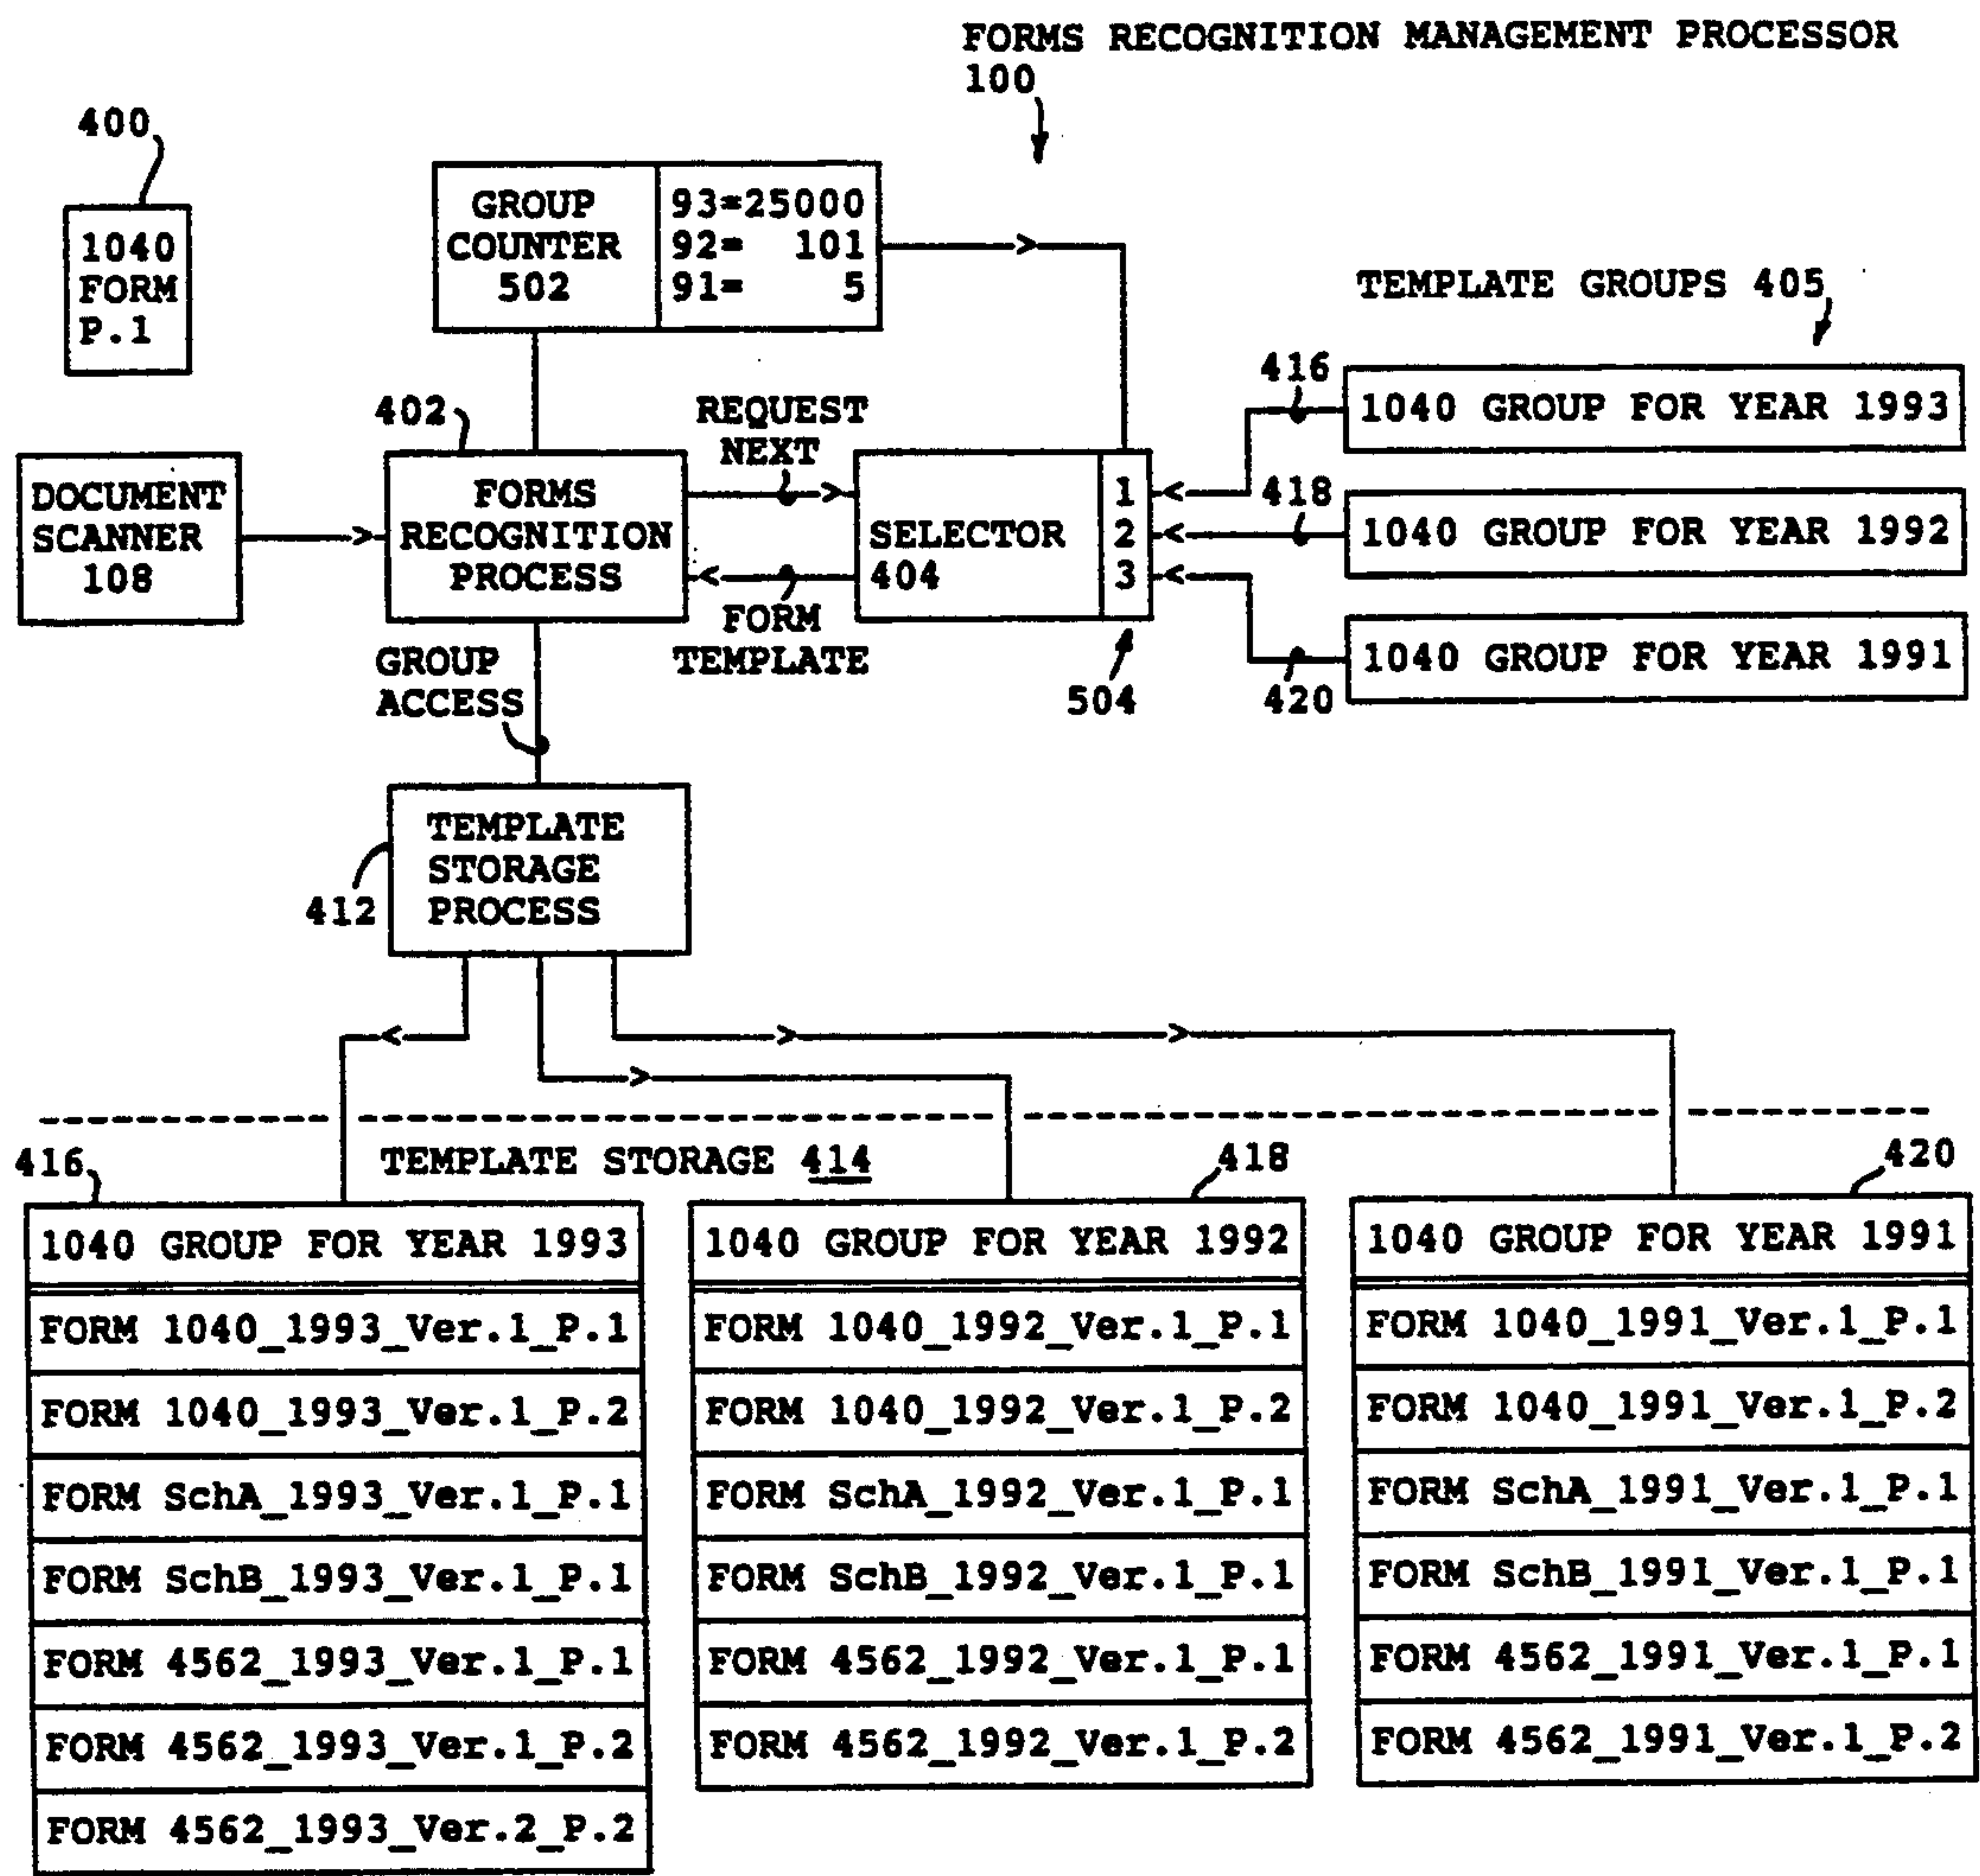 FORMS RECOGNITION MANAGEMENT PROCESSOR
100
400
1040
FORM
P.1
GROUP
COUNTER
502
93=25000
92= 101
91= 5
TEMPLATE GROUPS 405
416
1040 GROUP FOR YEAR 1993
418
1040 GROUP FOR YEAR 1992
420
1040 GROUP FOR YEAR 1991
402
REQUEST
NEXT
DOCUMENT
SCANNER
108
FORMS
RECOGNITION
PROCESS
SELECTOR
404
1
2
3
504
FORM
TEMPLATE
GROUP
ACCESS
TEMPLATE
STORAGE
PROCESS
412
TEMPLATE STORAGE 414
416
1040 GROUP FOR YEAR 1993
FORM 1040_1993_Ver.1_P.1
FORM 1040_1993_Ver.1_P.2
FORM SchA_1993_Ver.1_P.1
FORM SchB_1993_Ver.1_P.1
FORM 4562_1993_Ver.1_P.1
FORM 4562_1993_Ver.1_P.2
FORM 4562_1993_Ver.2_P.2
418
1040 GROUP FOR YEAR 1992
FORM 1040_1992_Ver.1_P.1
FORM 1040_1992_Ver.1_P.2
FORM SchA_1992_Ver.1_P.1
FORM SchB_1992_Ver.1_P.1
FORM 4562_1992_Ver.1_P.1
FORM 4562_1992_Ver.1_P.2
420
1040 GROUP FOR YEAR 1991
FORM 1040_1991_Ver.1_P.1
FORM 1040_1991_Ver.1_P.2
FORM SchA_1991_Ver.1_P.1
FORM SchB_1991_Ver.1_P.1
FORM 4562_1991_Ver.1_P.1
FORM 4562_1991_Ver.1_P.2